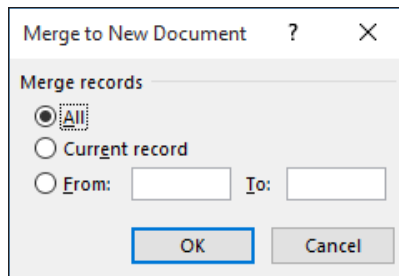 Merge to New Document ?
Merge records
All
Current record
From: To:
OK Cancel